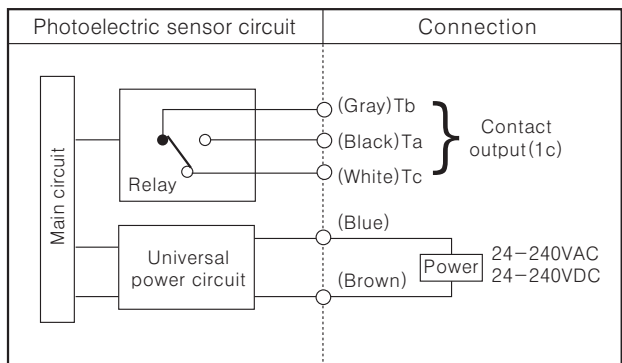 Photoelectric sensor circuit
Connection
Main circuit
Relay
(Gray)Tb
(Black)Ta
(White)Tc
}
Contact
output(1c)
Universal
power circuit
(Blue)
(Brown)
Power
24−240VAC
24−240VDC